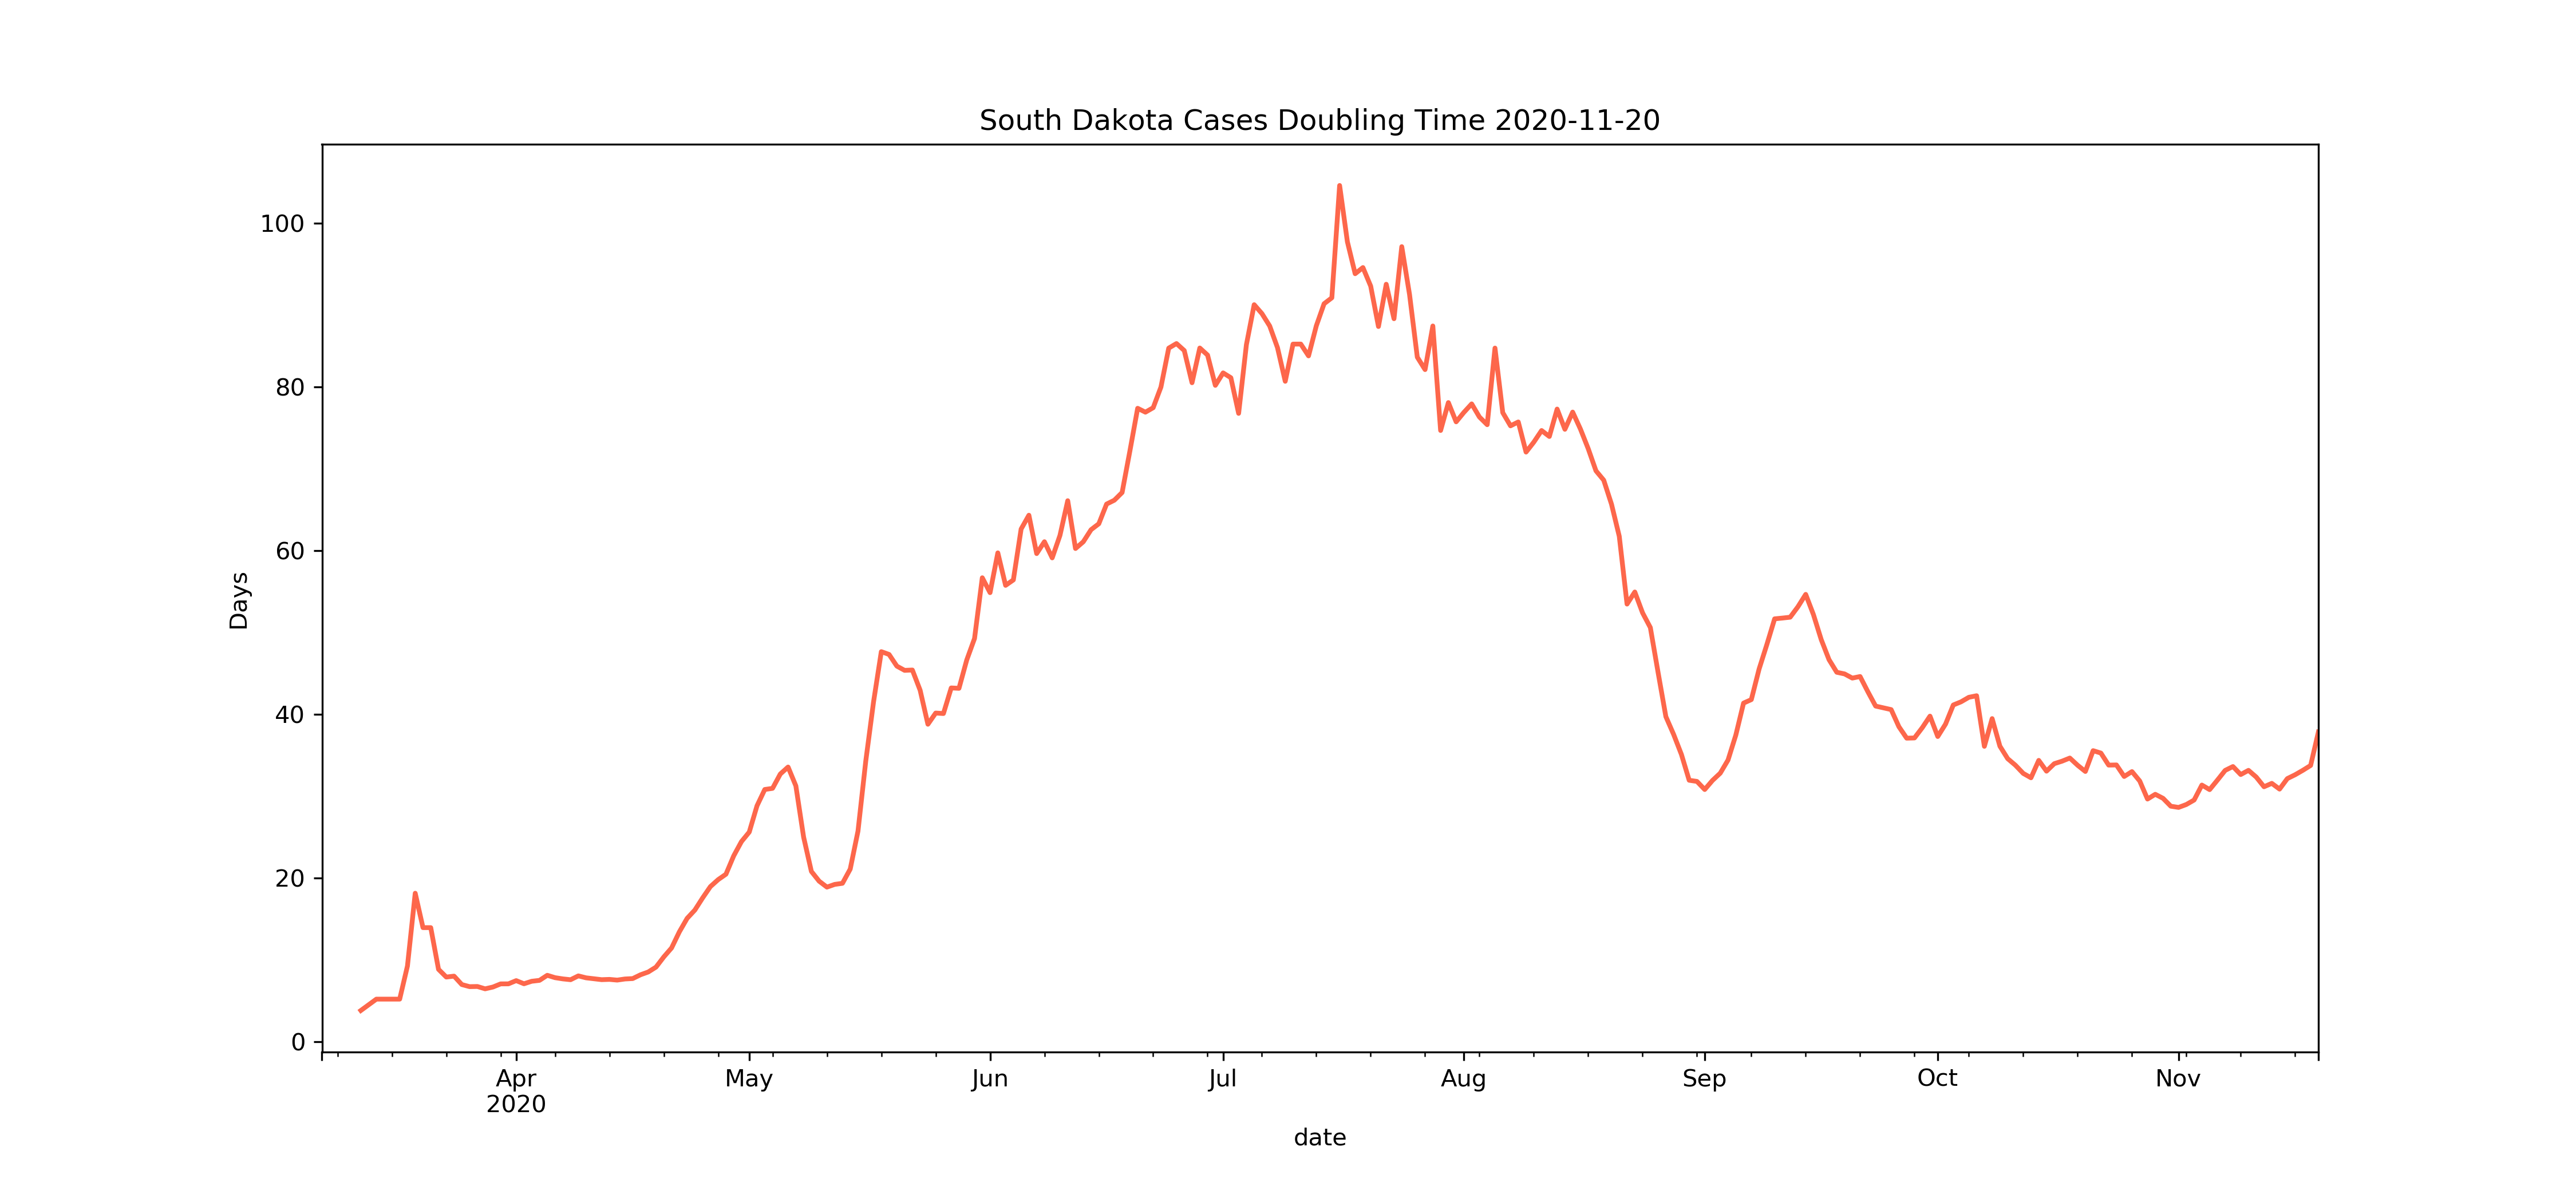 South Dakota Cases Doubling Time 2020-11-20
100
80
60
40
20
0
Days
Apr
2020
May
Jun
Jul
Aug
Sep
Oct
Nov
date